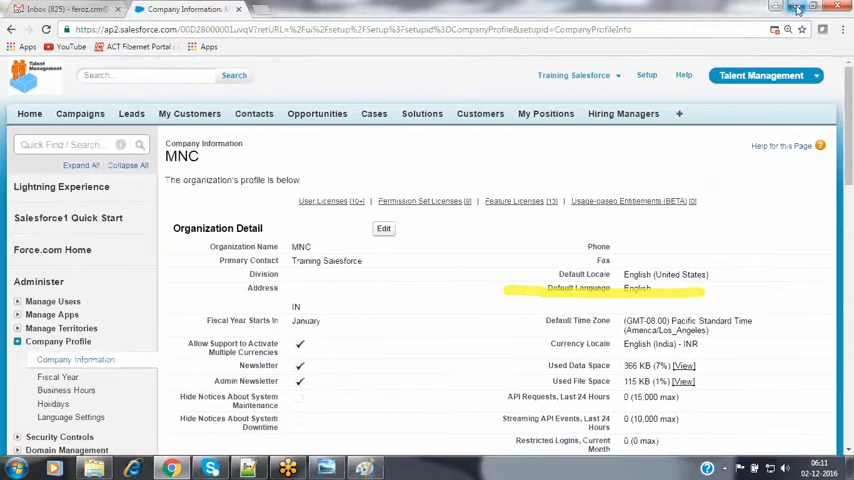 Inbox (825) - feroz.crm@
Company Information: M
https://ap2.salesforce.com/00D28000001uvqV?retURL=%2Fui%2Fsetup%2FSetup%3Fsetupid%3DCompanyProfile&setupid=CompanyProfileInfo
Apps YouTube ACT Fibernet Portal : Apps
Talent
Management
Search...
Search
Training Salesforce
Setup
Help
Talent Management
Home Campaigns Leads My Customers Contacts Opportunities Cases Solutions Customers My Positions Hiring Managers +
Quick Find / Search...
Expand All Collapse All
Lightning Experience
Salesforce1 Quick Start
Force.com Home
Administer
Manage Users
Manage Apps
Manage Territories
Company Profile
Company Information
Fiscal Year
Business Hours
Holidays
Language Settings
Security Controls
Domain Management
Company Information
MNC
Help for this Page
The organization's profile is below.
User Licenses [10+] Permission Set Licenses [9] Feature Licenses [13] Usage-based Entitlements (BETA) [0]
Organization Detail
Edit
Organization Name MNC
Phone
Primary Contact Training Salesforce
Fax
Division
Default Locale English (United States)
Address
IN
Default Language English
Fiscal Year Starts In January
Default Time Zone (GMT-08:00) Pacific Standard Time
(America/Los_Angeles)
Allow Support to Activate
Multiple Currencies
Currency Locale English (India) - INR
Newsletter
Used Data Space 366 KB (7%) [View]
Admin Newsletter
Used File Space 115 KB (1%) [View]
Hide Notices About System
Maintenance
API Requests, Last 24 Hours 0 (15,000 max)
Hide Notices About System
Downtime
Streaming API Events, Last 24
Hours
0 (10,000 max)
Restricted Logins, Current
Month
0 (0 max)
06:11
02-12-2016